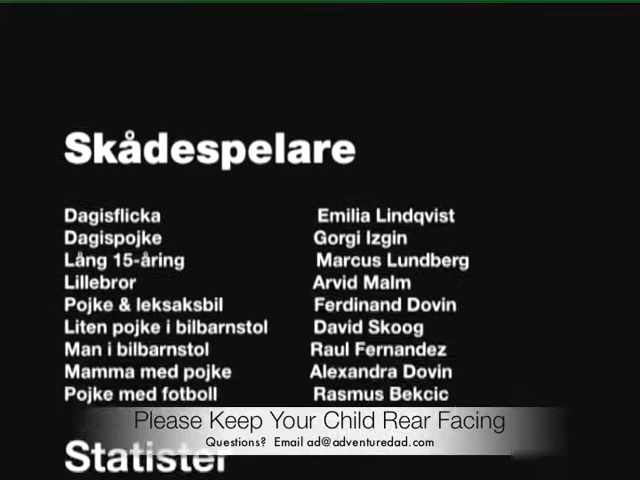 Skådespelare
Dagisflicka Emilia Lindqvist
Dagispojke Gorgi Izgin
Lång 15-åring Marcus Lundberg
Lillebror Arvid Malm
Pojke & leksaksbil Ferdinand Dovin
Liten pojke i bilbarnstol David Skoog
Man i bilbarnstol Raul Fernandez
Mamma med pojke Alexandra Dovin
Pojke med fotboll Rasmus Bekcic
Please Keep Your Child Rear Facing
Questions? Email ad@adventuredad.com
Statister